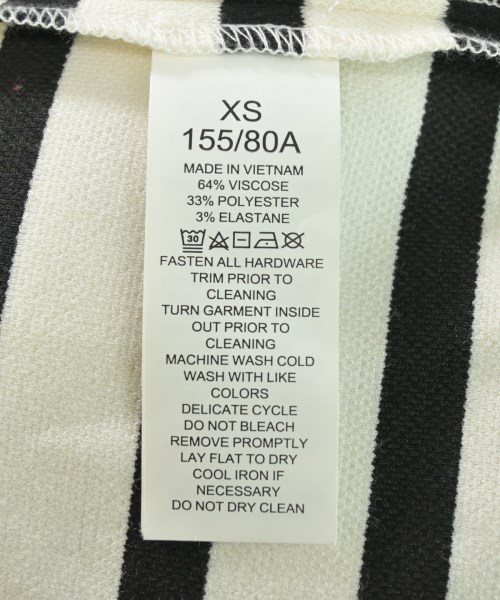 XS
155/80A
MADE IN VIETNAM
64% VISCOSE
33% POLYESTER
3% ELASTANE
30
FASTEN ALL HARDWARE
TRIM PRIOR TO
CLEANING
TURN GARMENT INSIDE
OUT PRIOR TO
CLEANING
MACHINE WASH COLD
WASH WITH LIKE
COLORS
DELICATE CYCLE
DO NOT BLEACH
REMOVE PROMPTLY
LAY FLAT TO DRY
COOL IRON IF
NECESSARY
DO NOT DRY CLEAN